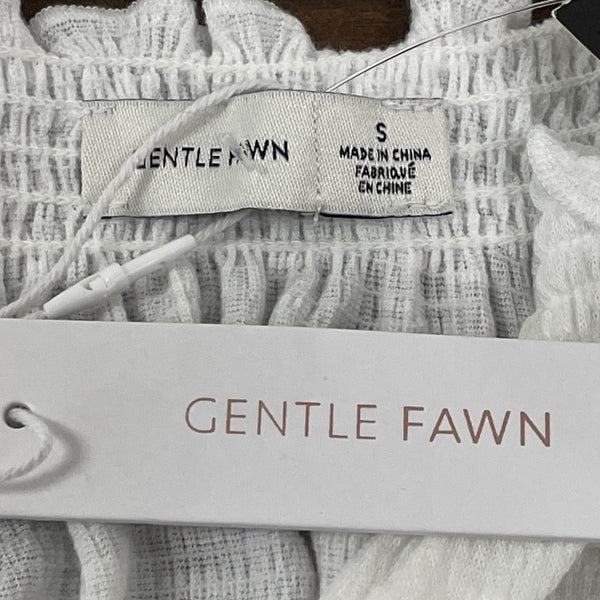 GENTLE FAWN
S
MADE IN CHINA
FABRIQUÉ
EN CHINE
GENTLE FAWN